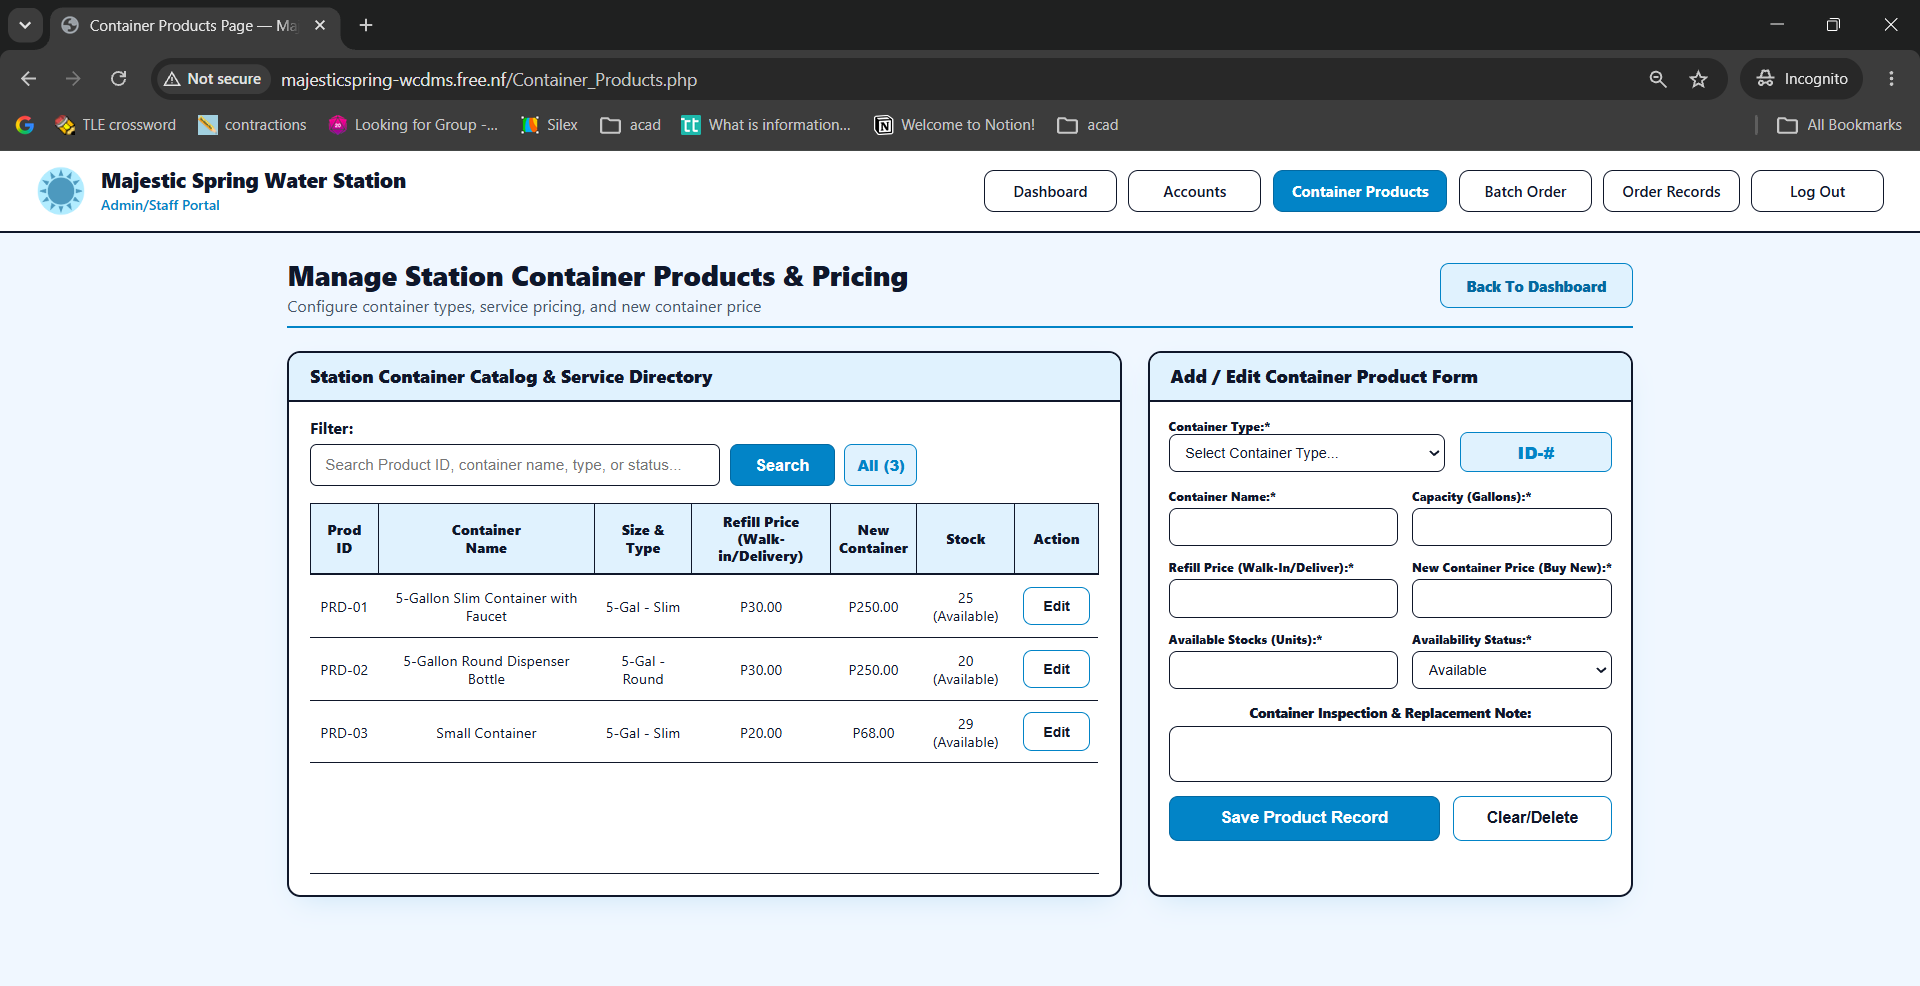 Container Products Page — Ma
Not secure
majesticspring-wcdms.free.nf/Container_Products.php
Incognito
TLE crossword
contractions
Looking for Group -...
Silex
acad
What is information...
Welcome to Notion!
acad
All Bookmarks
Majestic Spring Water Station
Admin/Staff Portal
Dashboard
Accounts
Container Products
Batch Order
Order Records
Log Out
Manage Station Container Products & Pricing
Configure container types, service pricing, and new container price
Back To Dashboard
Station Container Catalog & Service Directory
Filter:
Search Product ID, container name, type, or status...
Search
All (3)
Prod
ID
Container
Name
Size &
Type
Refill Price
(Walk-
in/Delivery)
New
Container
Stock
Action
PRD-01
5-Gallon Slim Container with
Faucet
5-Gal - Slim
P30.00
P250.00
25
(Available)
Edit
PRD-02
5-Gallon Round Dispenser
Bottle
5-Gal -
Round
P30.00
P250.00
20
(Available)
Edit
PRD-03
Small Container
5-Gal - Slim
P20.00
P68.00
29
(Available)
Edit
Add / Edit Container Product Form
Container Type:*
Select Container Type...
ID-#
Container Name:*
Capacity (Gallons):*
Refill Price (Walk-In/Deliver):*
New Container Price (Buy New):*
Available Stocks (Units):*
Availability Status:*
Available
Container Inspection & Replacement Note:
Save Product Record
Clear/Delete